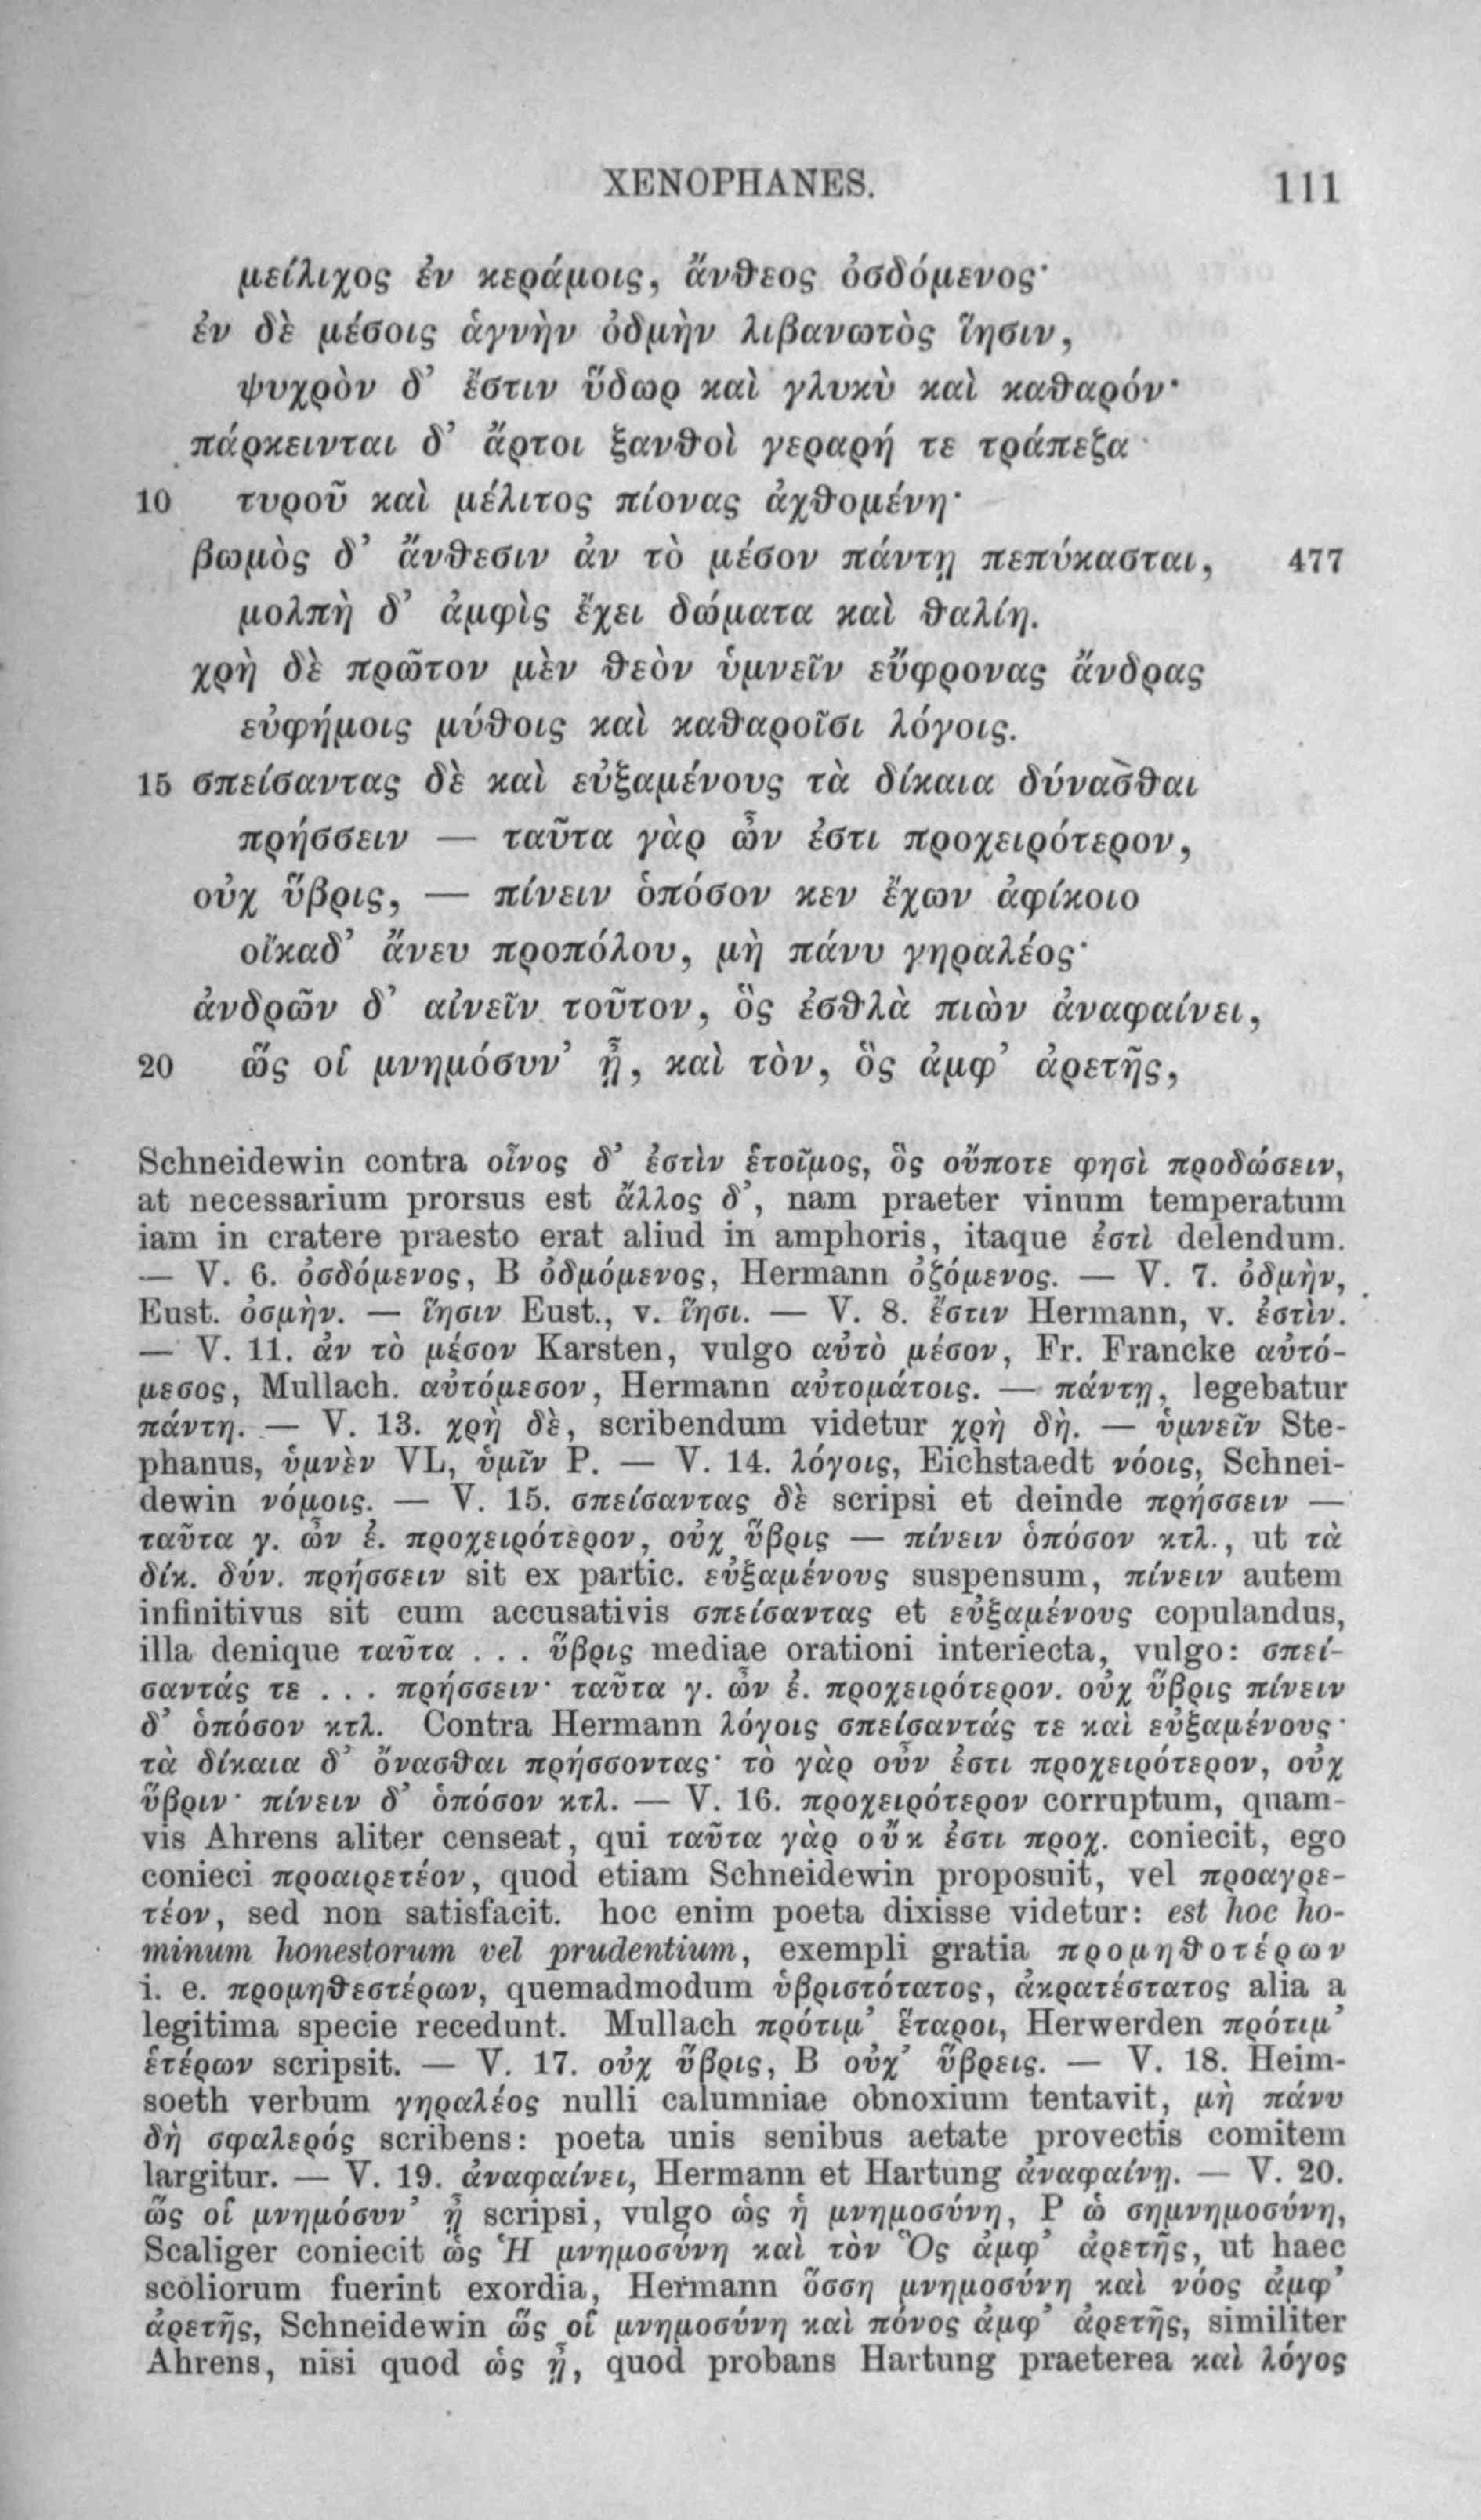 XENOPHANES. 111
μείλιχος ἐν κεράμοις, ἄνθεος ὀσδόμενος·
ἐν δὲ μέσοις ἁγνὴν ὀδμὴν λιβανωτὸς ἵησιν,
ψυχρὸν δ’ ἔστιν ὕδωρ καὶ γλυκὺ καὶ καθαρόν·
πάρκεινται δ’ ἄρτοι ξανθοὶ γεραρή τε τράπεζα
10 τυροῦ καὶ μέλιτος πίονας ἀχθομένη·
βωμὸς δ’ ἄνθεσιν ἀν τὸ μέσον πάντῃ πεπύκασται, 477
μολπὴ δ’ ἀμφὶς ἔχει δώματα καὶ θαλίη.
χρὴ δὲ πρῶτον μὲν θεὸν ὑμνεῖν εὔφρονας ἄνδρας
εὐφήμοις μύθοις καὶ καθαροῖσι λόγοις.
15 σπείσαντας δὲ καὶ εὐξαμένους τὰ δίκαια δύνασθαι
πρήσσειν — ταῦτα γὰρ ὦν ἐστι προχειρότερον,
οὐχ ὕβρις, — πίνειν ὁπόσον κεν ἔχων ἀφίκοιο
οἴκαδ’ ἄνευ προπόλου, μὴ πάνυ γηραλέος·
ἀνδρῶν δ’ αἰνεῖν τοῦτον, ὃς ἐσθλὰ πιὼν ἀναφαίνει,
20 ὥς οἱ μνημόσυν’ ᾖ, καὶ τὸν, ὃς ἀμφ’ ἀρετῆς,
Schneidewin contra οἶνος δ’ ἐστὶν ἑτοῖμος, ὃς οὔποτε φησὶ προδώσειν,
at necessarium prorsus est ἄλλος δ’, nam praeter vinum temperatum
iam in cratere praesto erat aliud in amphoris, itaque ἐστὶ delendum.
— V. 6. ὀσδόμενος, B ὀδμόμενος, Hermann ὀζόμενος. — V. 7. ὀδμὴν,
Eust. ὀσμὴν. — ἵησιν Eust., v. ἵησι. — V. 8. ἔστιν Hermann, v. ἐστὶν.
— V. 11. ἀν τὸ μέσον Karsten, vulgo αὐτὸ μέσον, Fr. Francke αὐτό-
μεσος, Mullach. αὐτόμεσον, Hermann αὐτομάτοις. — πάντῃ, legebatur
πάντη. — V. 13. χρὴ δὲ, scribendum videtur χρὴ δὴ. — ὑμνεῖν Ste-
phanus, ὑμνὲν VL, ὑμῖν P. — V. 14. λόγοις, Eichstaedt νόοις, Schnei-
dewin νόμοις. — V. 15. σπείσαντας δὲ scripsi et deinde πρήσσειν —
ταῦτα γ. ὦν ἐ. προχειρότερον, οὐχ ὕβρις — πίνειν ὁπόσον κτλ., ut τὰ
δίκ. δύν. πρήσσειν sit ex partic. εὐξαμένους suspensum, πίνειν autem
infinitivus sit cum accusativis σπείσαντας et εὐξαμένους copulandus,
illa denique ταῦτα . . . ὕβρις mediae orationi interiecta, vulgo: σπεί-
σαντάς τε . . . πρήσσειν· ταῦτα γ. ὦν ἐ. προχειρότερον. οὐχ ὕβρις πίνειν
δ’ ὁπόσον κτλ. Contra Hermann λόγοις σπείσαντάς τε καὶ εὐξαμένους·
τὰ δίκαια δ’ ὄνασθαι πρήσσοντας· τὸ γὰρ οὖν ἐστι προχειρότερον, οὐχ
ὕβριν· πίνειν δ’ ὁπόσον κτλ. — V. 16. προχειρότερον corruptum, quam-
vis Ahrens aliter censeat, qui ταῦτα γὰρ οὔκ ἐστι προχ. coniecit, ego
conieci προαιρετέον, quod etiam Schneidewin proposuit, vel προαγρε-
τέον, sed non satisfacit. hoc enim poeta dixisse videtur: est hoc ho-
minum honestorum vel prudentium, exempli gratia προμηθοτέρων
i. e. προμηθεστέρων, quemadmodum ὑβριστότατος, ἀκρατέστατος alia a
legitima specie recedunt. Mullach πρότιμ’ ἕταροι, Herwerden πρότιμ’
ἑτέρων scripsit. — V. 17. οὐχ ὕβρις, B οὐχ’ ὕβρεις. — V. 18. Heim-
soeth verbum γηραλέος nulli calumniae obnoxium tentavit, μὴ πάνυ
δὴ σφαλερός scribens: poeta unis senibus aetate provectis comitem
largitur. — V. 19. ἀναφαίνει, Hermann et Hartung ἀναφαίνῃ. — V. 20.
ὥς οἱ μνημόσυν’ ᾖ scripsi, vulgo ὡς ἡ μνημοσύνη, P ὡ σημνημοσύνη,
Scaliger coniecit ὡς Ἡ μνημοσύνη καὶ τὸν Ὃς ἀμφ’ ἀρετῆς, ut haec
scoliorum fuerint exordia, Hermann ὅσση μνημοσύνη καὶ νόος ἀμφ’
ἀρετῆς, Schneidewin ὥς οἱ μνημοσύνη καὶ πόνος ἀμφ’ ἀρετῆς, similiter
Ahrens, nisi quod ὡς ᾖ, quod probans Hartung praeterea καὶ λόγος